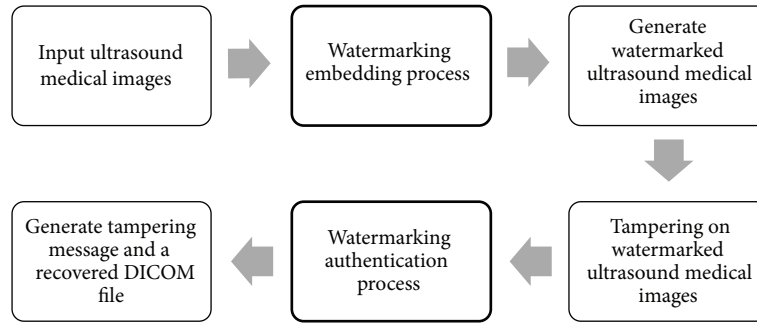 Input ultrasound
medical images
Watermarking
embedding process
Generate
watermarked
ultrasound medical
images
Tampering on
watermarked
ultrasound medical
images
Watermarking
authentication
process
Generate tampering
message and a
recovered DICOM
file